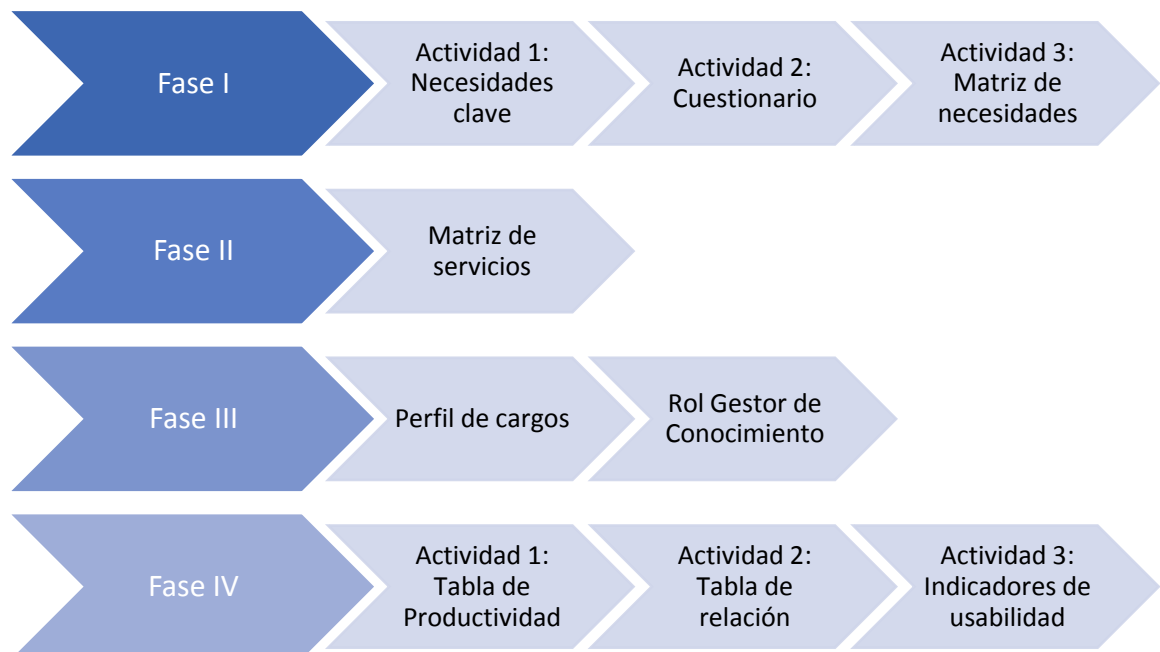 Fase I
Actividad 1:
Necesidades
clave
Actividad 2:
Cuestionario
Actividad 3:
Matriz de
necesidades
Fase II
Matriz de
servicios
Fase III
Perfil de cargos
Rol Gestor de
Conocimiento
Fase IV
Actividad 1:
Tabla de
Productividad
Actividad 2:
Tabla de
relación
Actividad 3:
Indicadores de
usabilidad